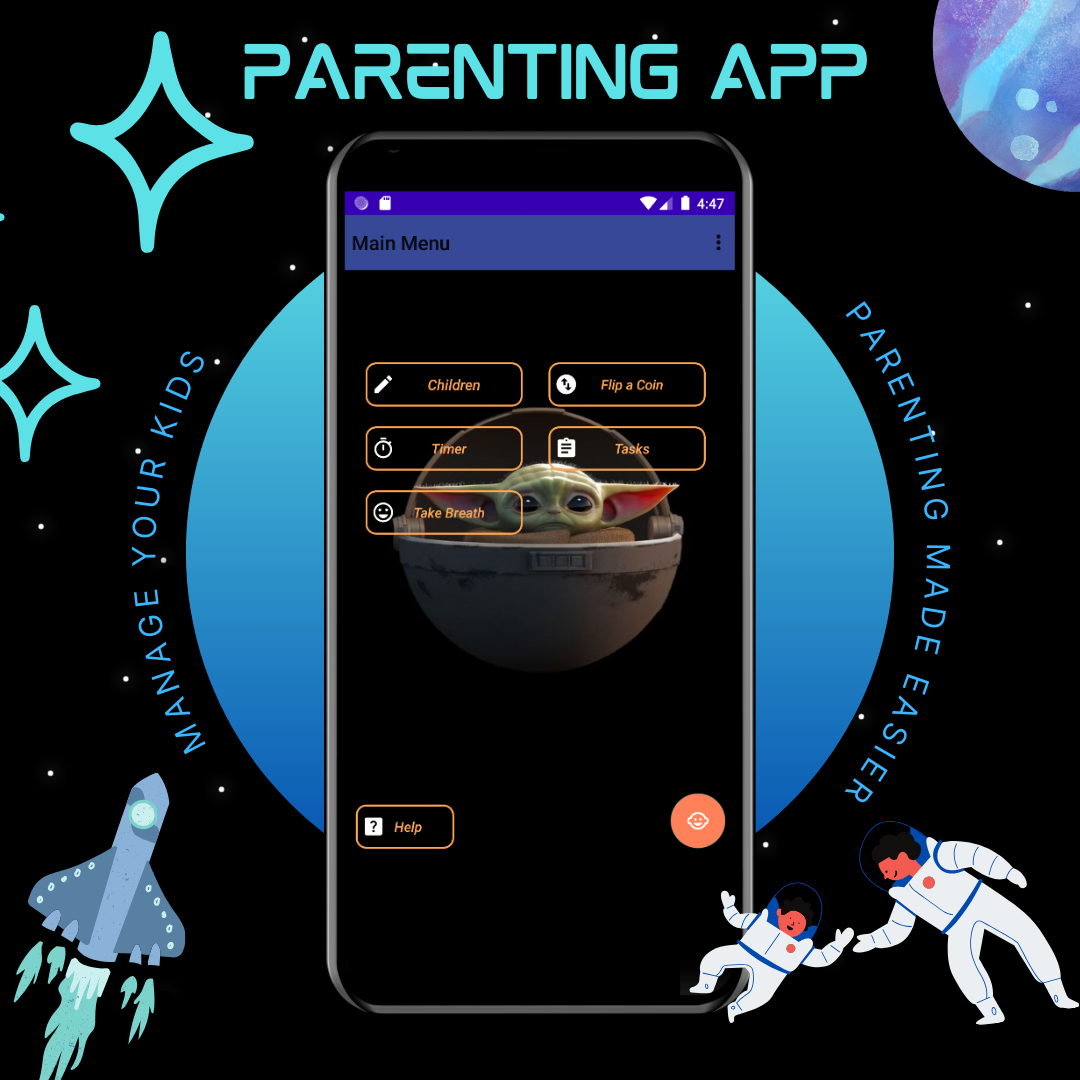 PARENTING APP
4:47
Main Menu
Children
Flip a Coin
Timer
Tasks
Take Breath
MANAGE YOUR KIDS
PARENTING MADE EASIER
? Help